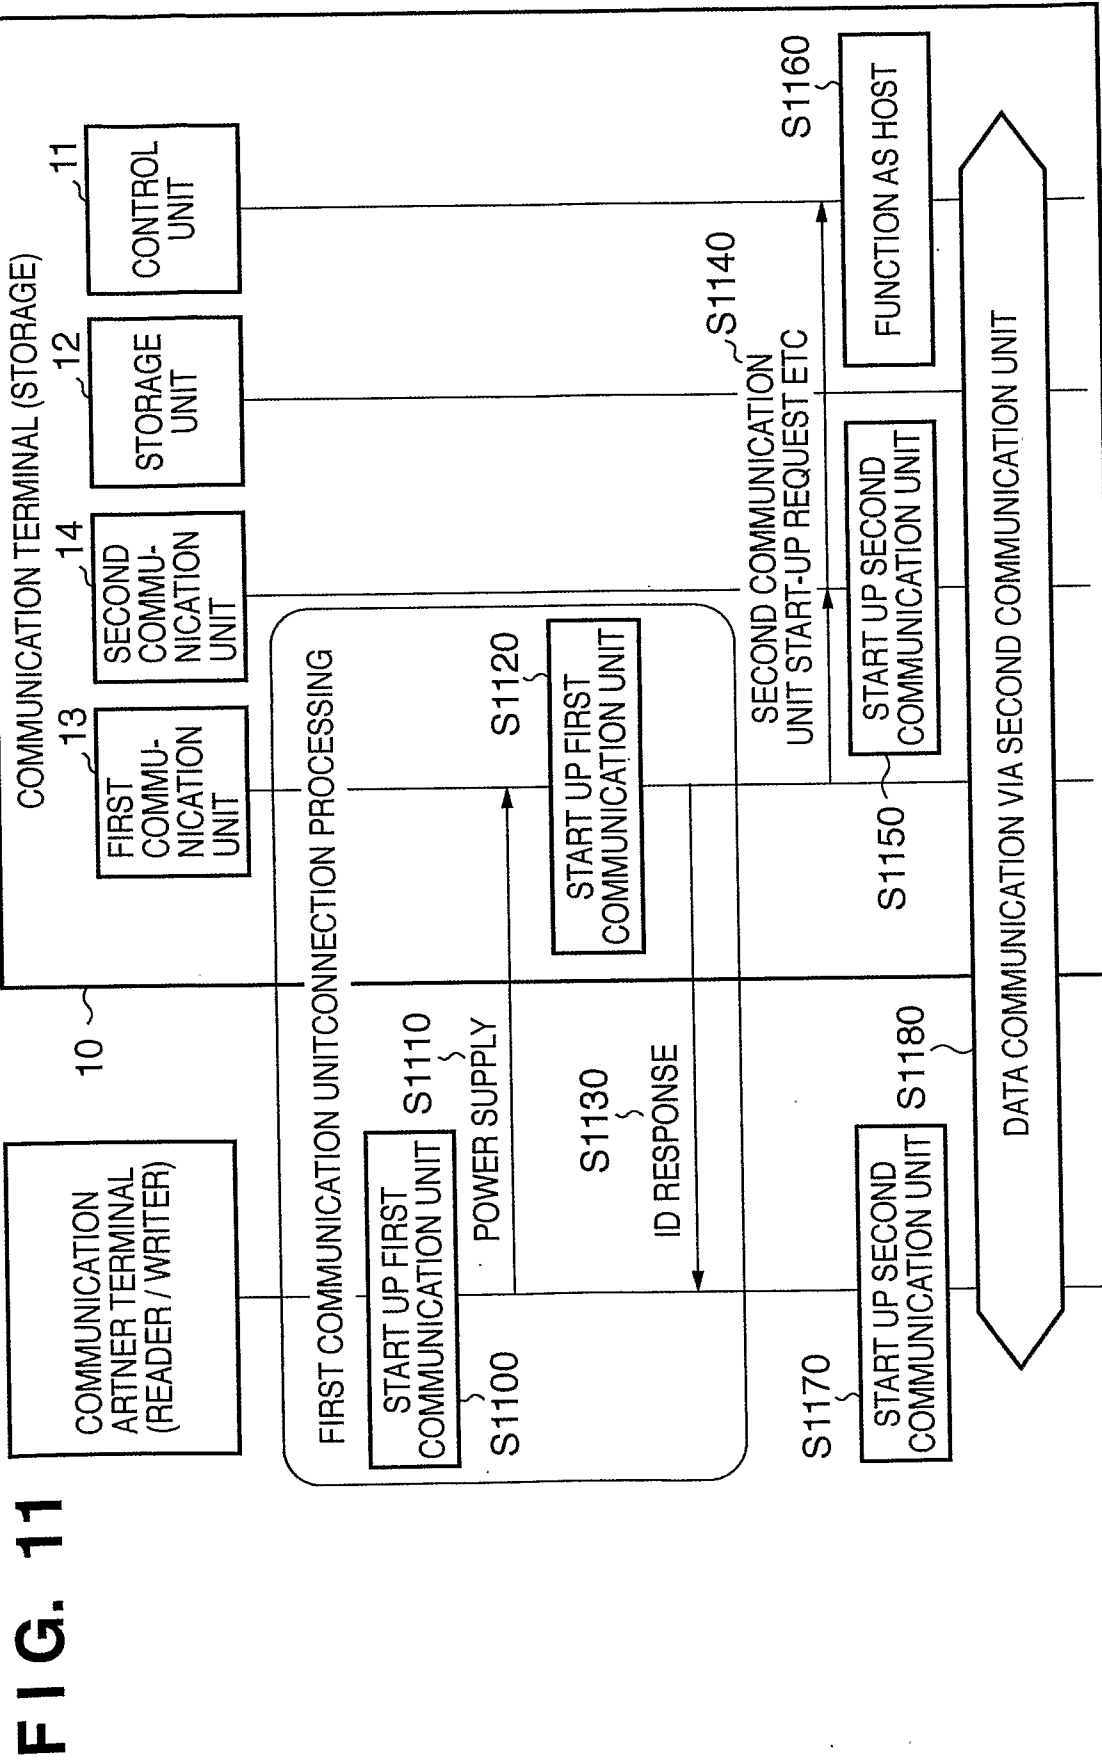 FIG. 11
COMMUNICATION
ARTNER TERMINAL
(READER / WRITER)
10
COMMUNICATION TERMINAL (STORAGE)
13
FIRST
COMMU-
NICATION
UNIT
14
SECOND
COMMU-
NICATION
UNIT
12
STORAGE
UNIT
11
CONTROL
UNIT
FIRST COMMUNICATION UNITCONNECTION PROCESSING
START UP FIRST
COMMUNICATION UNIT
S1100
S1110
POWER SUPPLY
S1120
START UP FIRST
COMMUNICATION UNIT
S1130
ID RESPONSE
S1140
SECOND COMMUNICATION
UNIT START-UP REQUEST ETC
S1150
START UP SECOND
COMMUNICATION UNIT
S1160
FUNCTION AS HOST
S1170
START UP SECOND
COMMUNICATION UNIT
S1180
DATA COMMUNICATION VIA SECOND COMMUNICATION UNIT